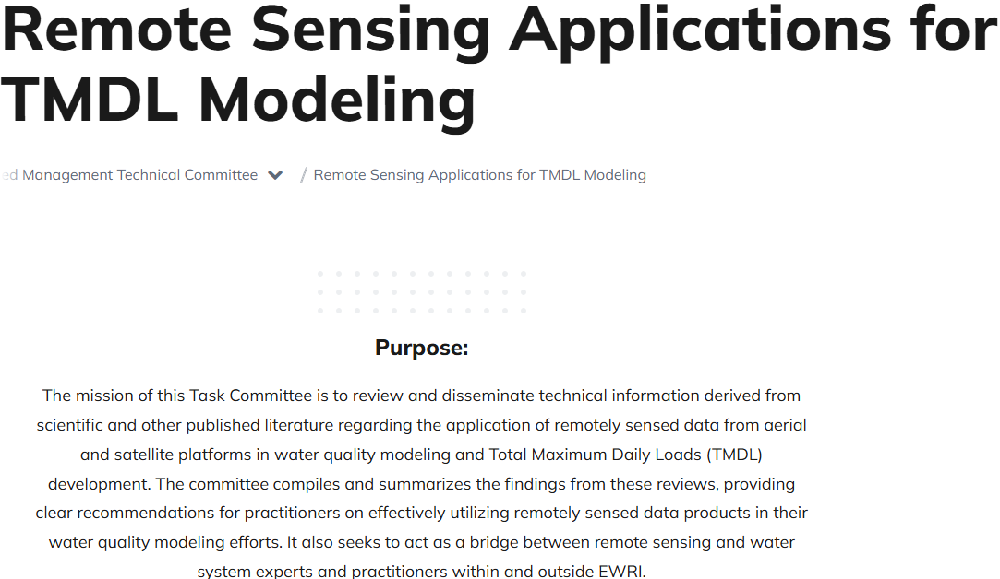 Remote Sensing Applications for
TMDL Modeling
ed Management Technical Committee / Remote Sensing Applications for TMDL Modeling
Purpose:
The mission of this Task Committee is to review and disseminate technical information derived from
scientific and other published literature regarding the application of remotely sensed data from aerial
and satellite platforms in water quality modeling and Total Maximum Daily Loads (TMDL)
development. The committee compiles and summarizes the findings from these reviews, providing
clear recommendations for practitioners on effectively utilizing remotely sensed data products in their
water quality modeling efforts. It also seeks to act as a bridge between remote sensing and water
system experts and practitioners within and outside EWRI.